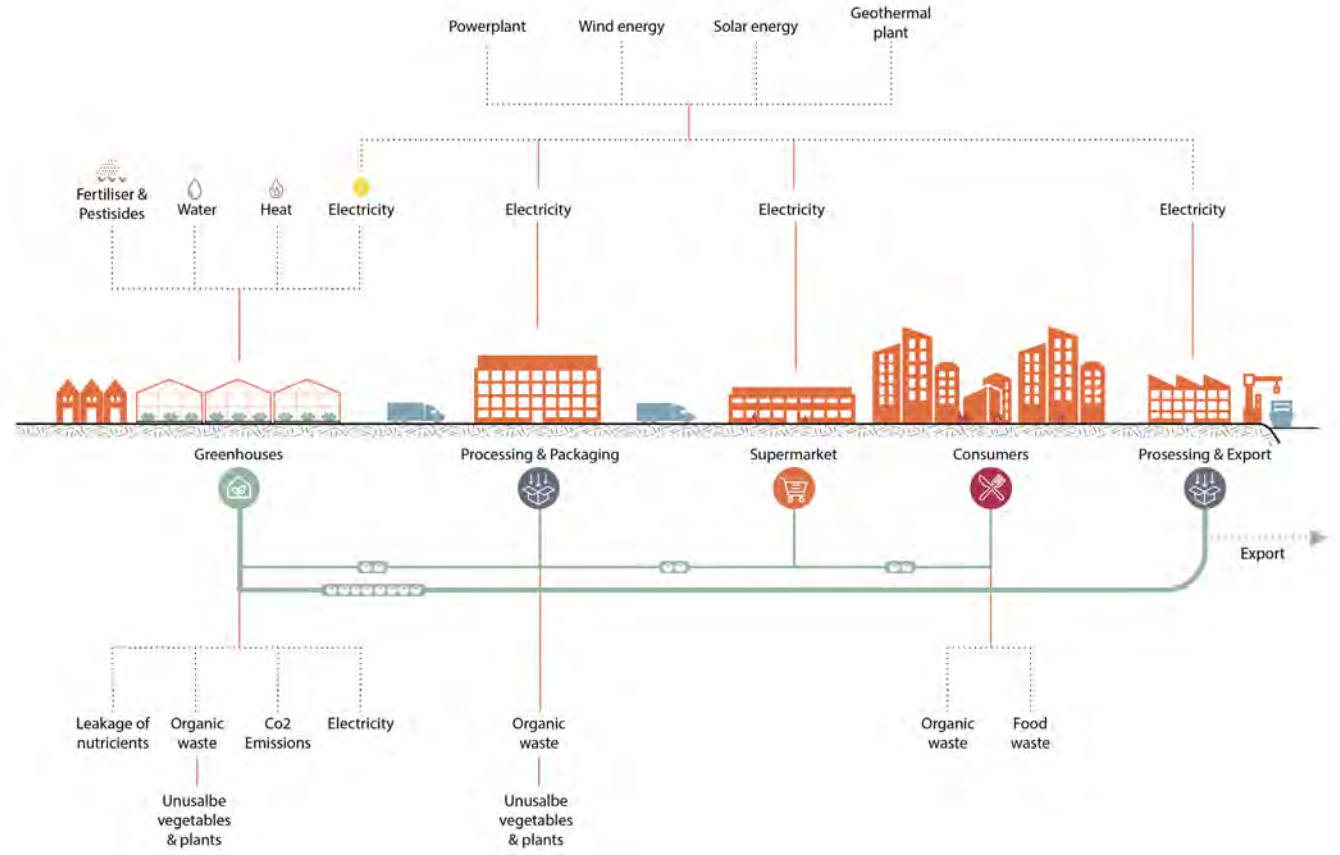 Powerplant
Wind energy
Solar energy
Geothermal
plant
Fertiliser &
Pestisides
Water
Heat
Electricity
Electricity
Electricity
Electricity
Greenhouses
Processing & Packaging
Supermarket
Consumers
Prosessing & Export
Export
Leakage of
nutricients
Organic
waste
Co2
Emissions
Electricity
Organic
waste
Organic
waste
Food
waste
Unusalbe
vegetables
& plants
Unusalbe
vegetables
& plants